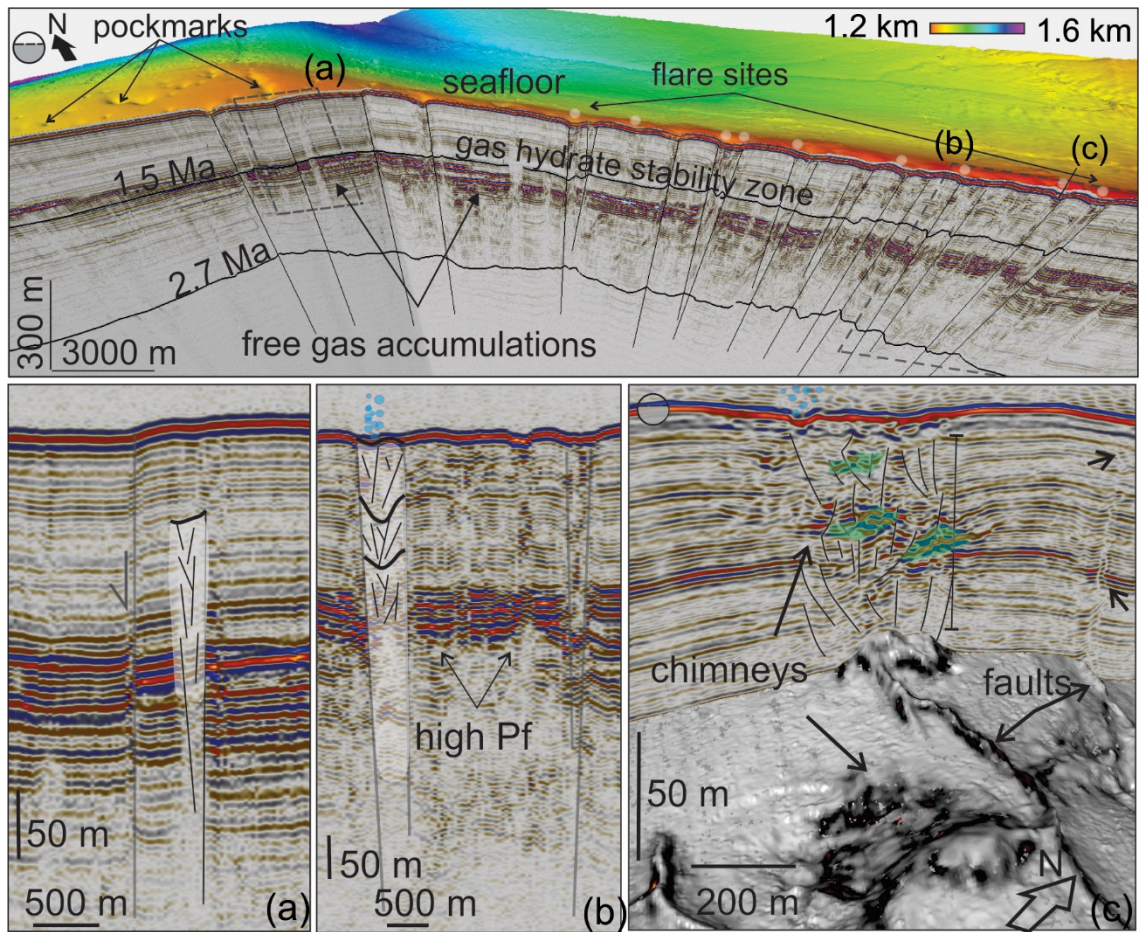 N
pockmarks
(a)
1.2 km
1.6 km
seafloor
flare sites
(b)
(c)
gas hydrate stability zone
1.5 Ma
2.7 Ma
300 m
3000 m
free gas accumulations
50 m
500 m
(a)
high Pf
50 m
500 m
(b)
chimneys
faults
50 m
200 m
N
(c)